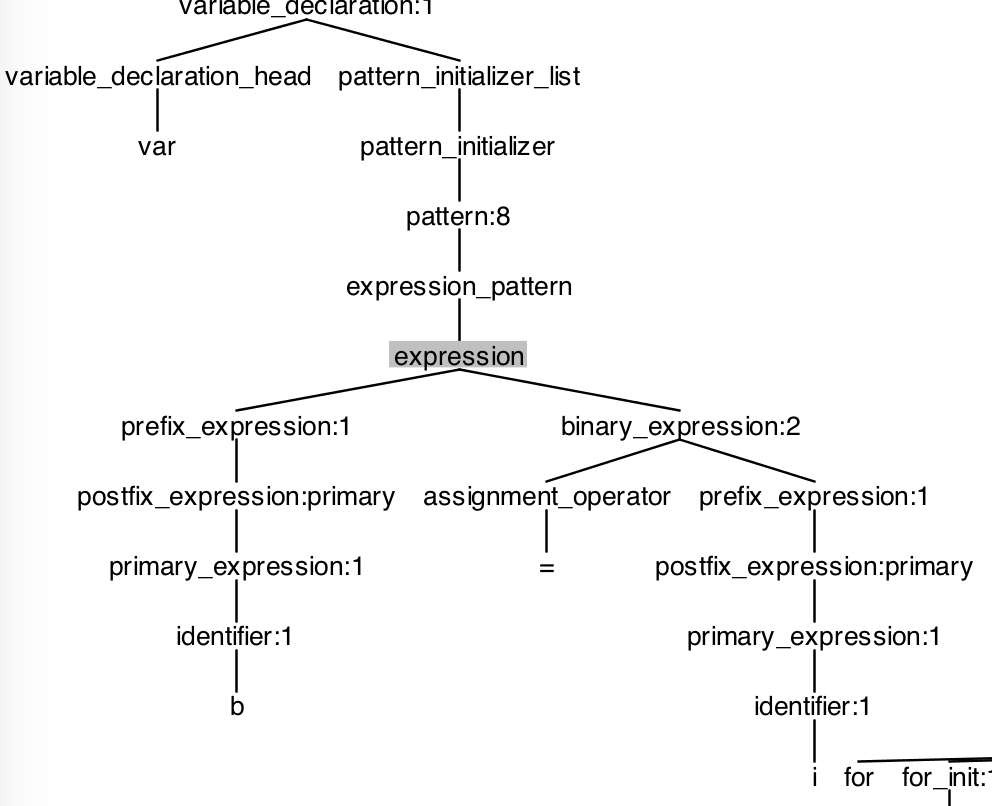 variable_declaration:1
variable_declaration_head pattern_initializer_list
var pattern_initializer
pattern:8
expression_pattern
expression
prefix_expression:1 binary_expression:2
postfix_expression:primary assignment_operator prefix_expression:1
primary_expression:1 = postfix_expression:primary
identifier:1 primary_expression:1
b identifier:1
i for for_init:1